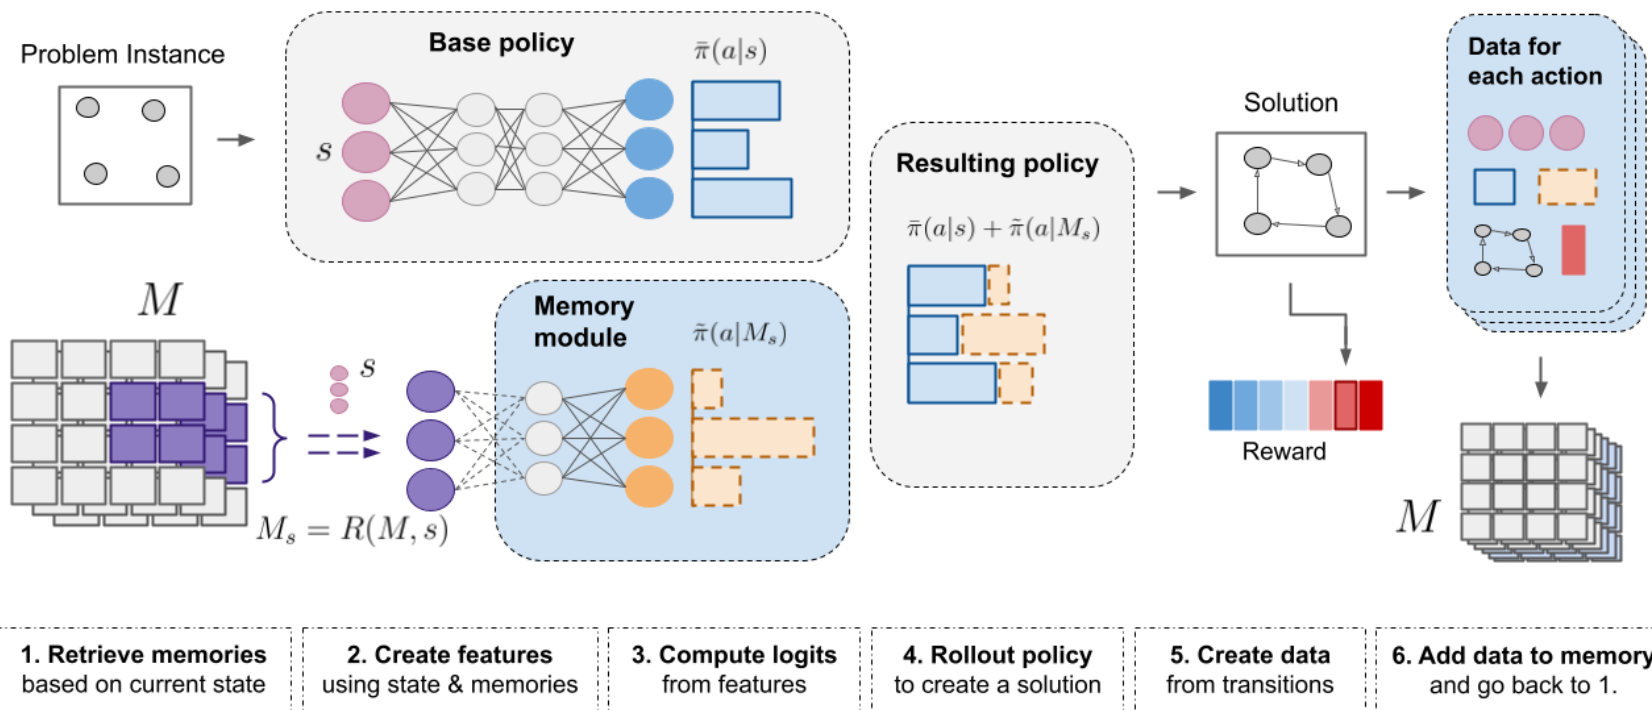 Problem Instance
Base policy
π̄(a|s)
s
M
s
M_s = R(M, s)
Memory
module
π̃(a|M_s)
Resulting policy
π̄(a|s) + π̃(a|M_s)
Solution
Reward
Data for
each action
M
1. Retrieve memories
based on current state
2. Create features
using state & memories
3. Compute logits
from features
4. Rollout policy
to create a solution
5. Create data
from transitions
6. Add data to memory
and go back to 1.